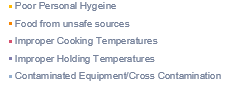 Poor Personal Hygeine
Food from unsafe sources
Improper Cooking Temperatures
Improper Holding Temperatures
Contaminated Equipment/Cross Contamination